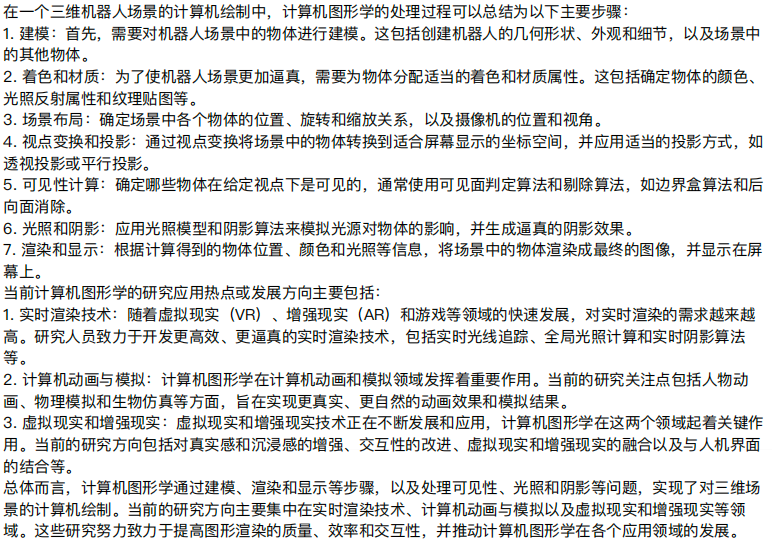 在一个三维机器人场景的计算机绘制中，计算机图形学的处理过程可以总结为以下主要步骤：
1. 建模：首先，需要对机器人场景中的物体进行建模。这包括创建机器人的几何形状、外观和细节，以及场景中
的其他物体。
2. 着色和材质：为了使机器人场景更加逼真，需要为物体分配适当的着色和材质属性。这包括确定物体的颜色、
光照反射属性和纹理贴图等。
3. 场景布局：确定场景中各个物体的位置、旋转和缩放关系，以及摄像机的位置和视角。
4. 视点变换和投影：通过视点变换将场景中的物体转换到适合屏幕显示的坐标空间，并应用适当的投影方式，如
透视投影或平行投影。
5. 可见性计算：确定哪些物体在给定视点下是可见的，通常使用可见面判定算法和剔除算法，如边界盒算法和后
向面消除。
6. 光照和阴影：应用光照模型和阴影算法来模拟光源对物体的影响，并生成逼真的阴影效果。
7. 渲染和显示：根据计算得到的物体位置、颜色和光照等信息，将场景中的物体渲染成最终的图像，并显示在屏
幕上。
当前计算机图形学的研究应用热点或发展方向主要包括：
1. 实时渲染技术：随着虚拟现实（VR）、增强现实（AR）和游戏等领域的快速发展，对实时渲染的需求越来越
高。研究人员致力于开发更高效、更逼真的实时渲染技术，包括实时光线追踪、全局光照计算和实时阴影算法
等。
2. 计算机动画与模拟：计算机图形学在计算机动画和模拟领域发挥着重要作用。当前的研究关注点包括人物动
画、物理模拟和生物仿真等方面，旨在实现更真实、更自然的动画效果和模拟结果。
3. 虚拟现实和增强现实：虚拟现实和增强现实技术正在不断发展和应用，计算机图形学在这两个领域起着关键作
用。当前的研究方向包括对真实感和沉浸感的增强、交互性的改进、虚拟现实和增强现实的融合以及与人机界面
的结合等。
总体而言，计算机图形学通过建模、渲染和显示等步骤，以及处理可见性、光照和阴影等问题，实现了对三维场
景的计算机绘制。当前的研究方向主要集中在实时渲染技术、计算机动画与模拟以及虚拟现实和增强现实等领
域。这些研究努力致力于提高图形渲染的质量、效率和交互性，并推动计算机图形学在各个应用领域的发展。